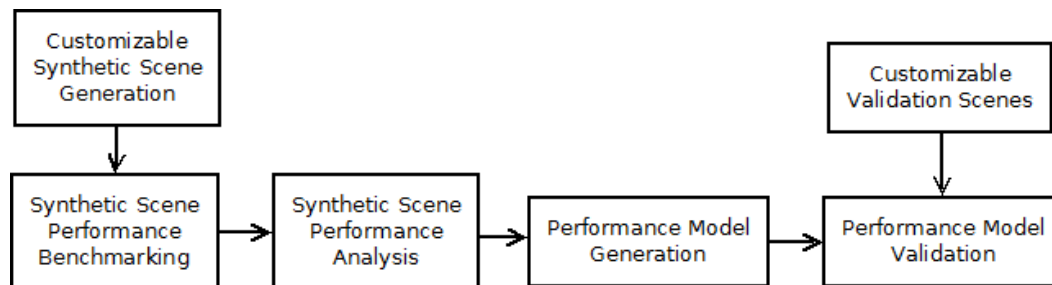 Customizable
Synthetic Scene
Generation
Customizable
Validation Scenes
Synthetic Scene
Performance
Benchmarking
Synthetic Scene
Performance
Analysis
Performance Model
Generation
Performance Model
Validation